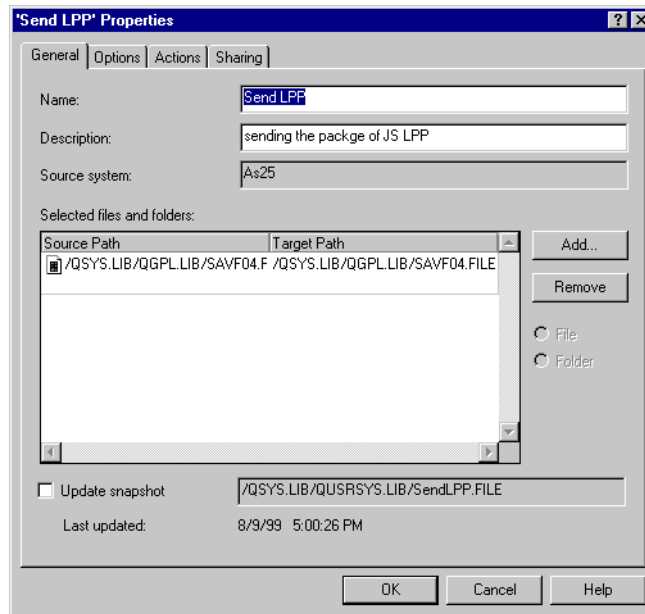 'Send LPP' Properties
General Options Actions Sharing
Name: Send LPP
Description: sending the packge of JS LPP
Source system: As25
Selected files and folders:
Source Path Target Path
/QSYS.LIB/QGPL.LIB/SAVF04.F /QSYS.LIB/QGPL.LIB/SAVF04.FILE
Add...
Remove
File
Folder
Update snapshot /QSYS.LIB/QUSRSYS.LIB/SendLPP.FILE
Last updated: 8/9/99 5:00:26 PM
OK Cancel Help